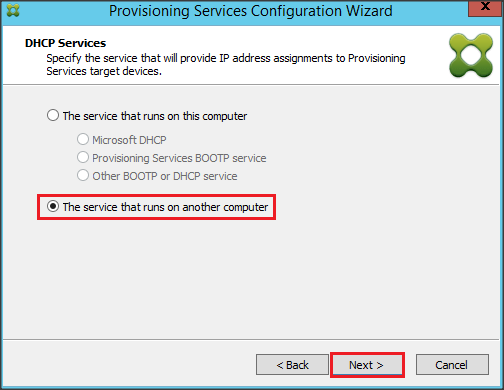 Provisioning Services Configuration Wizard
X
DHCP Services
Specify the service that will provide IP address assignments to Provisioning
Services target devices.
The service that runs on this computer
Microsoft DHCP
Provisioning Services BOOTP service
Other BOOTP or DHCP service
The service that runs on another computer
< Back Next > Cancel